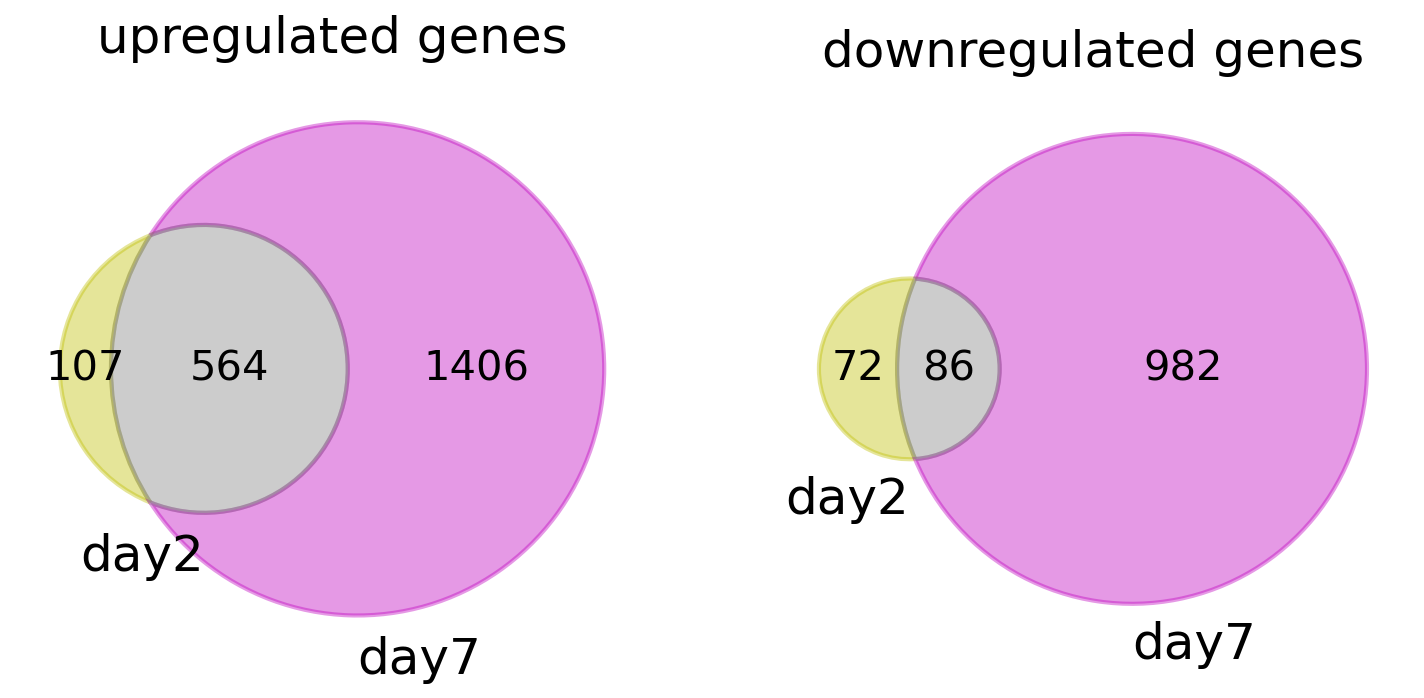 upregulated genes
107 564 1406
day2
day7
downregulated genes
72 86 982
day2
day7